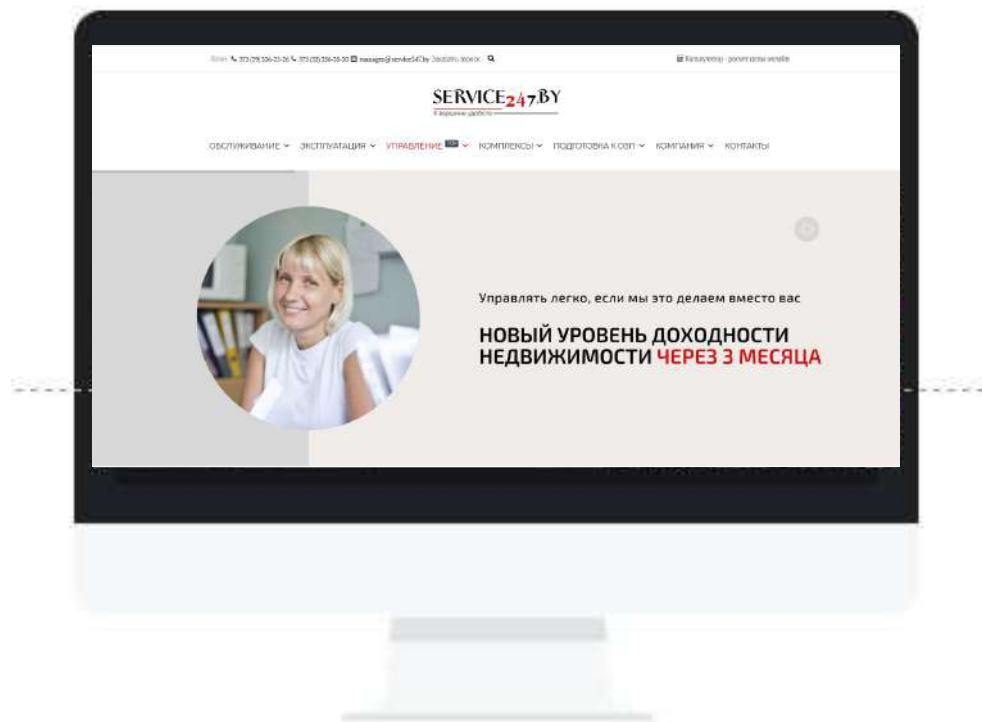 SERVICE247.BY
ОБСЛУЖИВАНИЕ ЭКСПЛУАТАЦИЯ УПРАВЛЕНИЕ КОМПЛЕКСЫ ПОДГОТОВКА К ОЗП КОМПАНИЯ КОНТАКТЫ
Управлять легко, если мы это делаем вместо вас
НОВЫЙ УРОВЕНЬ ДОХОДНОСТИ
НЕДВИЖИМОСТИ ЧЕРЕЗ 3 МЕСЯЦА